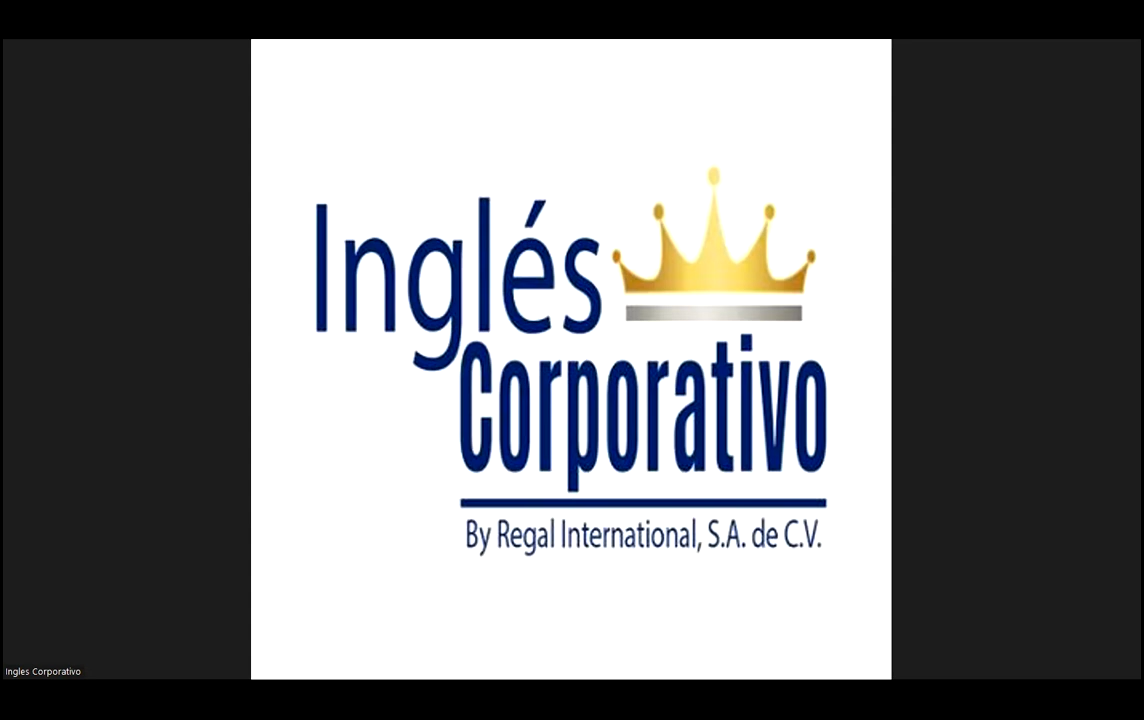 Inglés
Corporativo
By Regal International, S.A. de C.V.
Ingles Corporativo